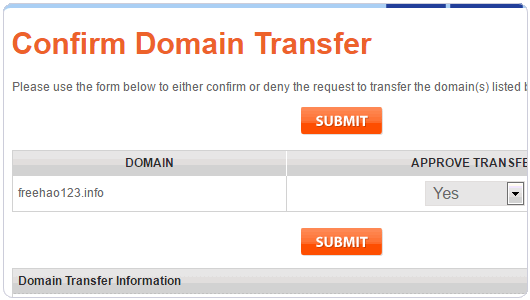 Confirm Domain Transfer
Please use the form below to either confirm or deny the request to transfer the domain(s) listed
SUBMIT
DOMAIN APPROVE TRANSFE
freehao123.info Yes
SUBMIT
Domain Transfer Information